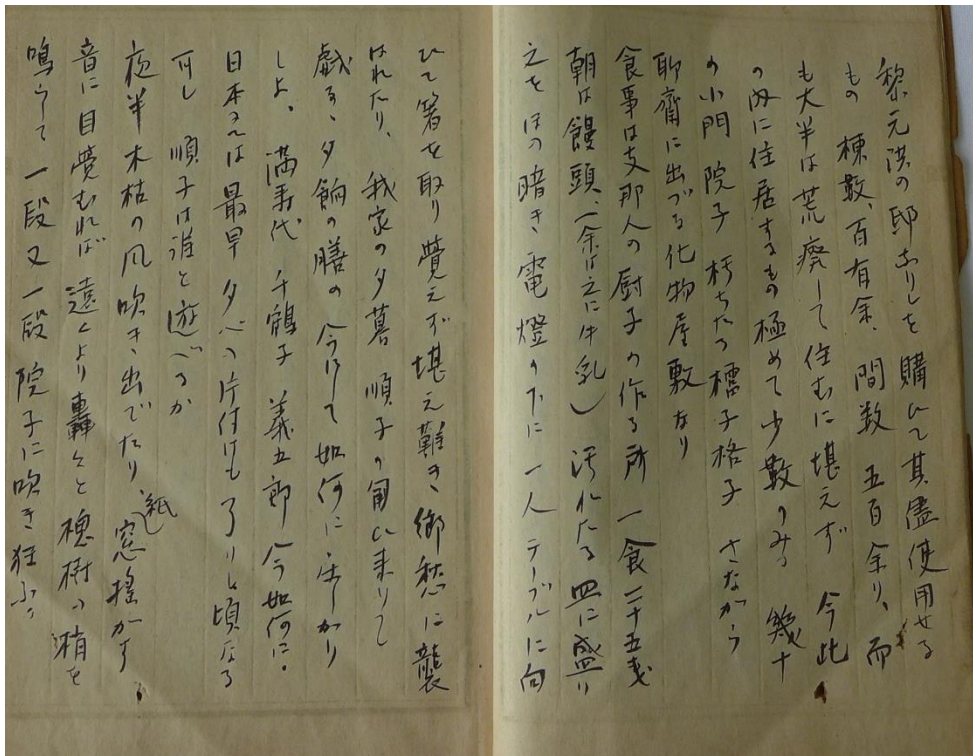 黎元洪の邸なりしを購ひて其儘使用せる
もの 棟数、百有余、間数 五百余り、而
も大半は荒廃して住むに堪えず 今此
の内に住居するもの極めて少数のみ、幾十
の小門 院子 朽ちたる櫺子格子 さながら
聊齋に出づる化物屋敷なり
食事は支那人の厨子の作る所 一食二十五銭
朝は饅頭、(余は之に牛乳) 汚れたる皿に盛り
之をほの暗き電燈の下に一人テーブルに向
ひて箸を取り覚えず堪え難き郷愁に襲
はれたり、我家の夕暮 順子の匍ひ来りて
戯る、夕餉の膳の 今にして如何に
しよ、満寿代 千鶴子 義五郎 今如何に・
日本では最早夕べの片付けも了りし頃なる
可し 順子は誰と遊べるか
夜半木枯の風吹き出でたり、紙窓揺がす
音に目覚むれば遠くより轟々と槐樹の梢を
鳴らして一段又一段院子に吹き狂ふ。